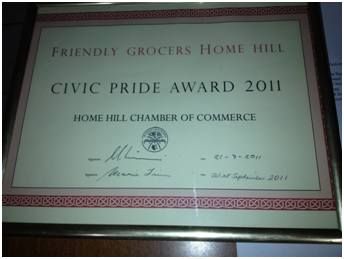 FRIENDLY GROCERS HOME HILL
CIVIC PRIDE AWARD 2011
HOME HILL CHAMBER OF COMMERCE
21-9-2011
21st September 2011